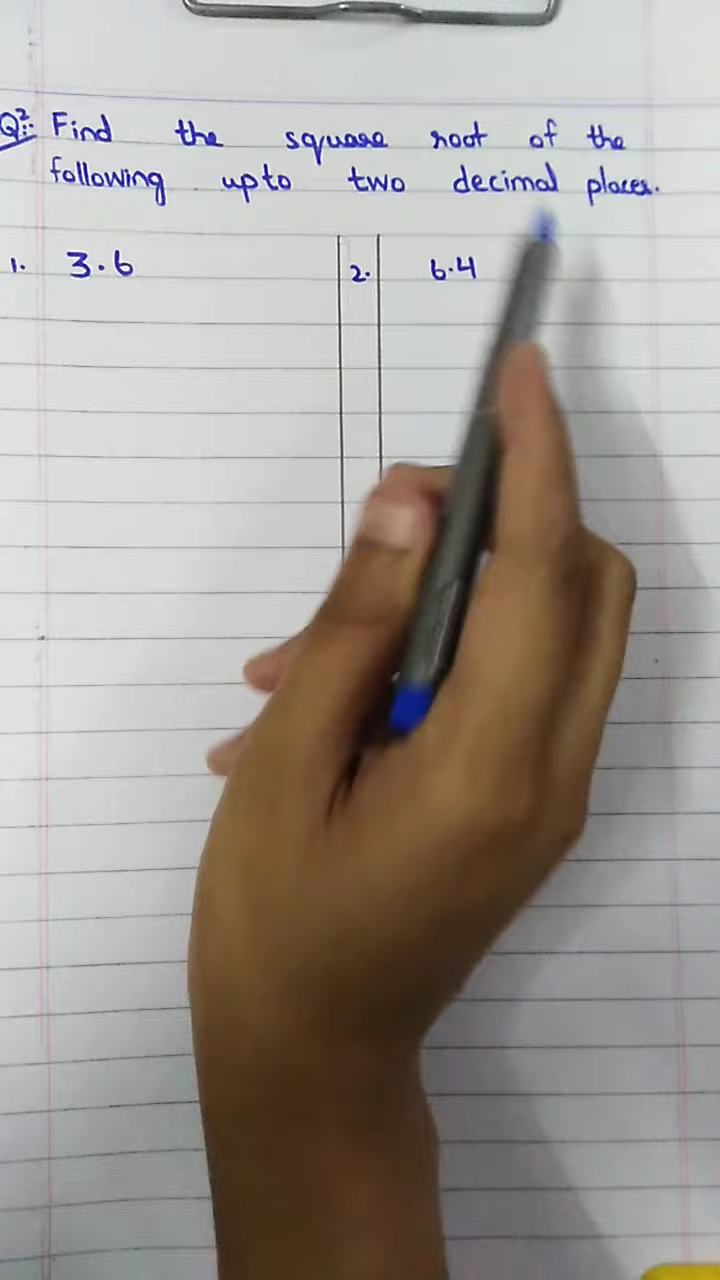 Q2:- Find the square root of the
following upto two decimal places.
1. 3.6 2. 6.4